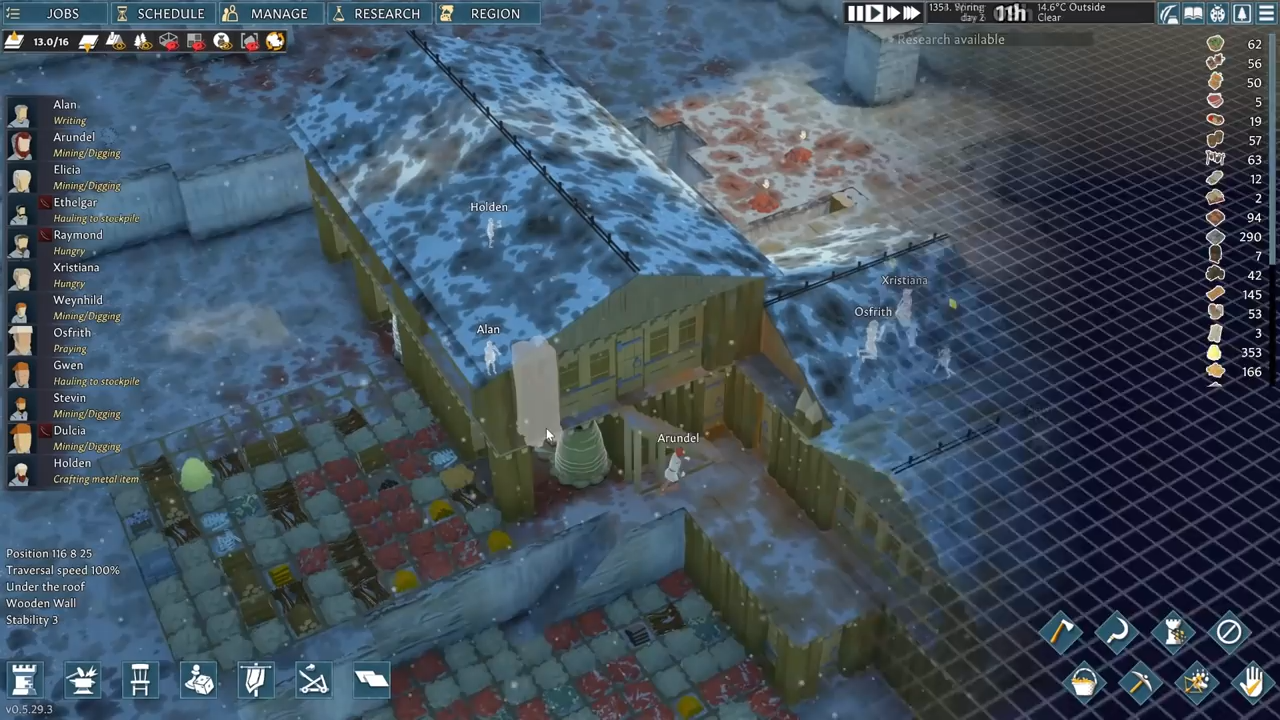 JOBS SCHEDULE MANAGE RESEARCH REGION
1353. Spring
day 2
01h
14.6°C Outside
Clear
Research available
13.0/16
Alan
Writing
Arundel
Mining/Digging
Elicia
Mining/Digging
Ethelgar
Hauling to stockpile
Raymond
Hungry
Xristiana
Hungry
Weynhild
Mining/Digging
Osfrith
Praying
Gwen
Hauling to stockpile
Stevin
Mining/Digging
Dulcia
Mining/Digging
Holden
Crafting metal item
Holden
Alan
Arundel
Xristiana
Osfrith
62
56
50
5
19
57
63
12
2
94
290
7
42
145
53
3
353
166
Position 116 8 25
Traversal speed 100%
Under the roof
Wooden Wall
Stability 3
v0.5.29.3